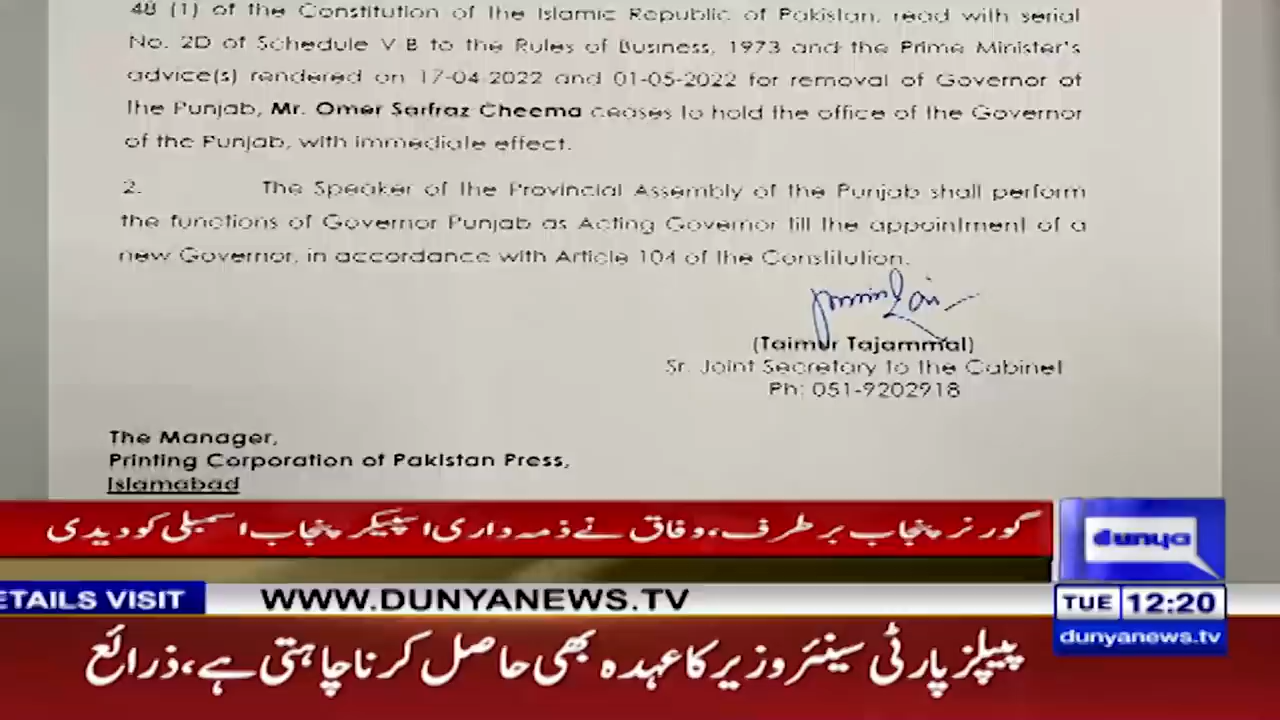 48 (1) of the Constitution of the Islamic Republic of Pakistan, read with serial
No. 2D of Schedule V-B to the Rules of Business, 1973 and the Prime Minister's
advice(s) rendered on 17-04-2022 and 01-05-2022 for removal of Governor of
the Punjab, Mr. Omer Sarfraz Cheema ceases to hold the office of the Governor
of the Punjab, with immediate effect.
2. The Speaker of the Provincial Assembly of the Punjab shall perform
the functions of Governor Punjab as Acting Governor till the appointment of a
new Governor, in accordance with Article 104 of the Constitution.
(Taimur Tajammal)
Sr. Joint Secretary to the Cabinet
Ph: 051-9202918
The Manager,
Printing Corporation of Pakistan Press,
Islamabad
گورنر پنجاب برطرف، وفاق نے ذمہ داری اسپیکر پنجاب اسمبلی کو دیدی
dunya
ETAILS VISIT WWW.DUNYANEWS.TV
TUE 12:20
dunyanews.tv
پیپلز پارٹی سینئر وزیر کا عہدہ بھی حاصل کرنا چاہتی ہے، ذرائع